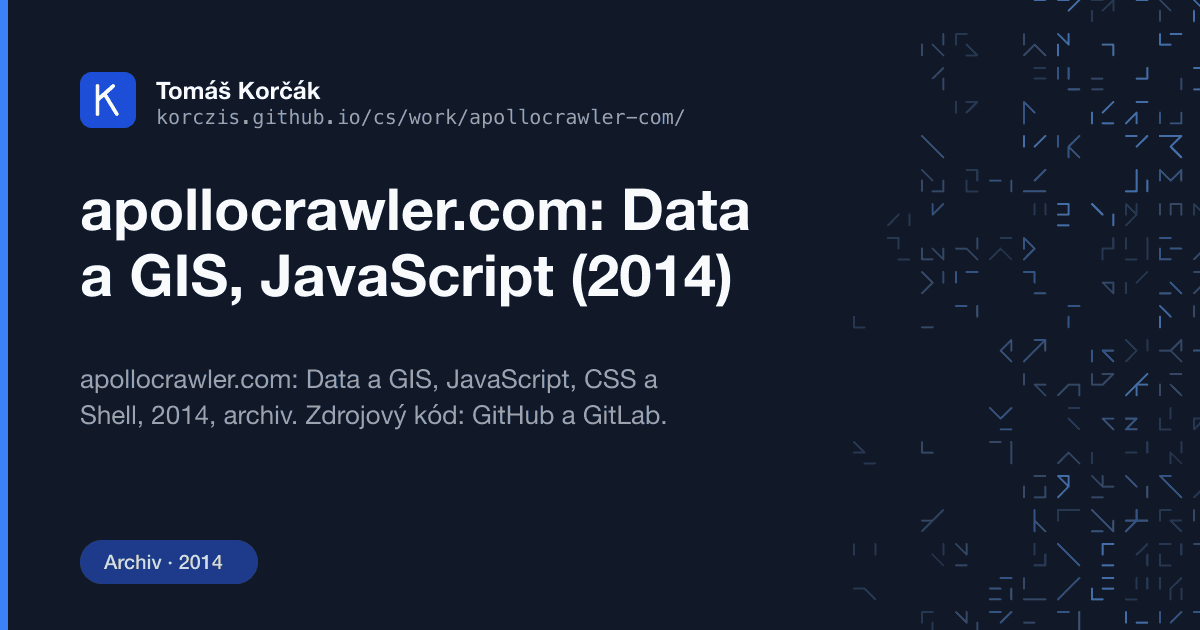 K
Tomáš Korčák
korczis.github.io/cs/work/apollocrawler-com/
apollocrawler.com: Data
a GIS, JavaScript (2014)
apollocrawler.com: Data a GIS, JavaScript, CSS a
Shell, 2014, archiv. Zdrojový kód: GitHub a GitLab.
Archiv · 2014